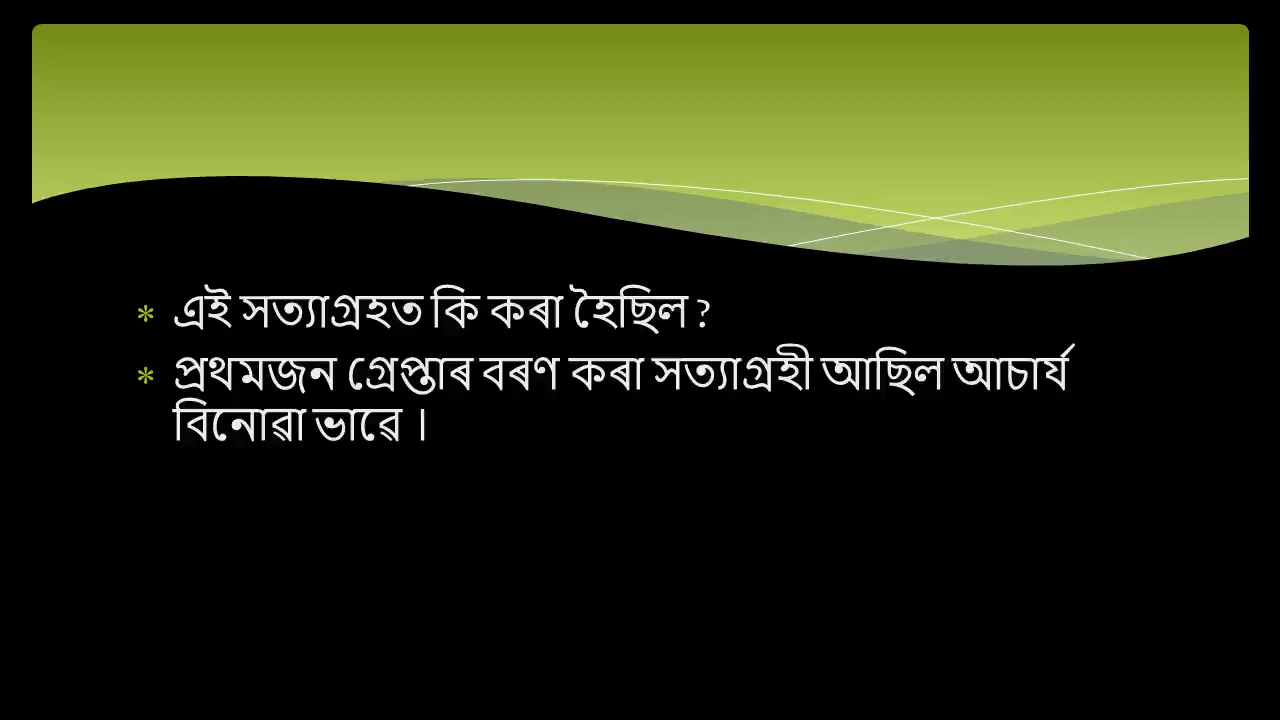 * এই সত্যাগ্ৰহত কি কৰা হৈছিল ?
* প্ৰথমজন গ্ৰেপ্তাৰ বৰণ কৰা সত্যাগ্ৰহী আছিল আচাৰ্য
বিনোৱা ভাৱে ।